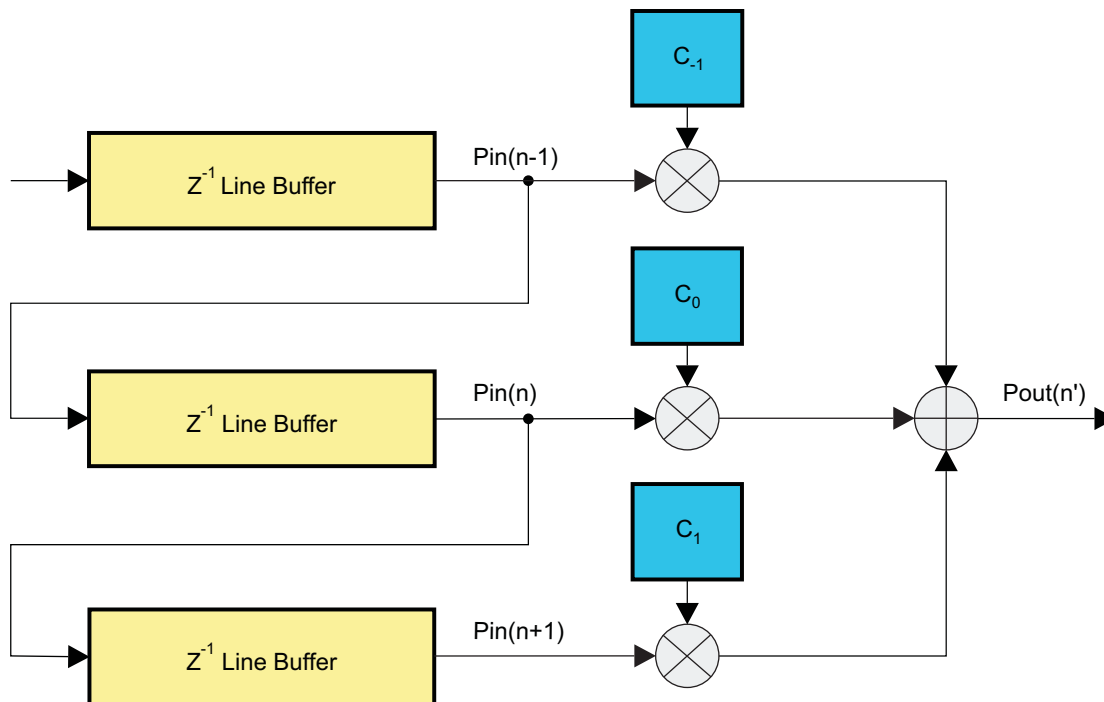 C₋₁
Pin(n-1)
Z⁻¹ Line Buffer
C₀
Pin(n)
Z⁻¹ Line Buffer
Pout(n')
C₁
Pin(n+1)
Z⁻¹ Line Buffer